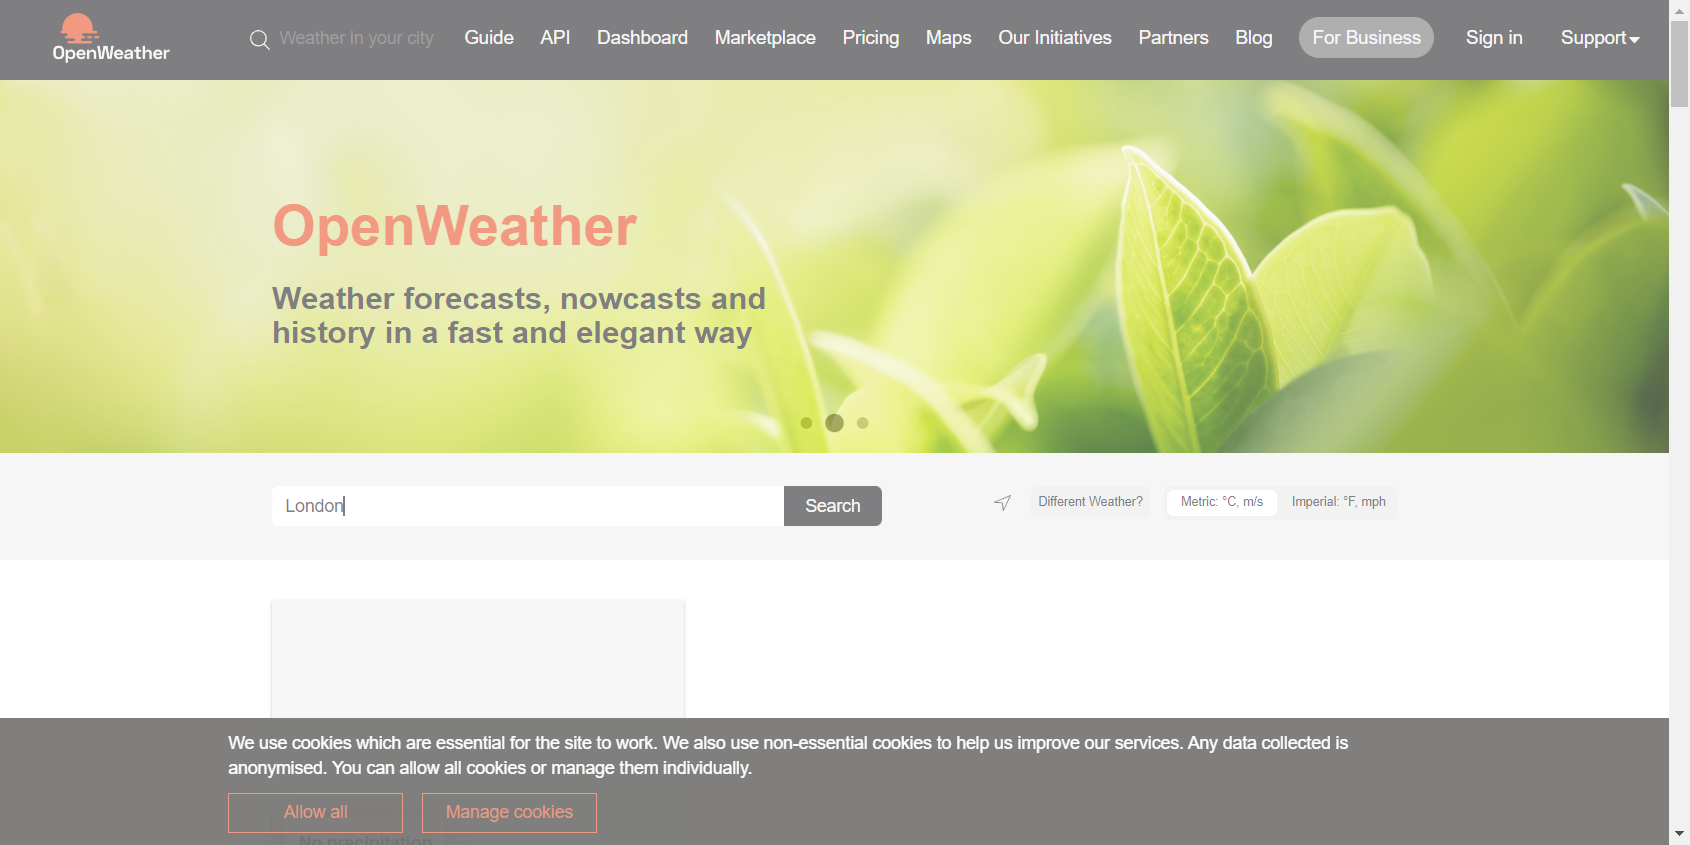 OpenWeather
Weather in your city
Guide
API
Dashboard
Marketplace
Pricing
Maps
Our Initiatives
Partners
Blog
For Business
Sign in
Support
OpenWeather
Weather forecasts, nowcasts and
history in a fast and elegant way
London
Search
Different Weather?
Metric: °C, m/s
Imperial: °F, mph
We use cookies which are essential for the site to work. We also use non-essential cookies to help us improve our services. Any data collected is
anonymised. You can allow all cookies or manage them individually.
Allow all
Manage cookies
No precipitation